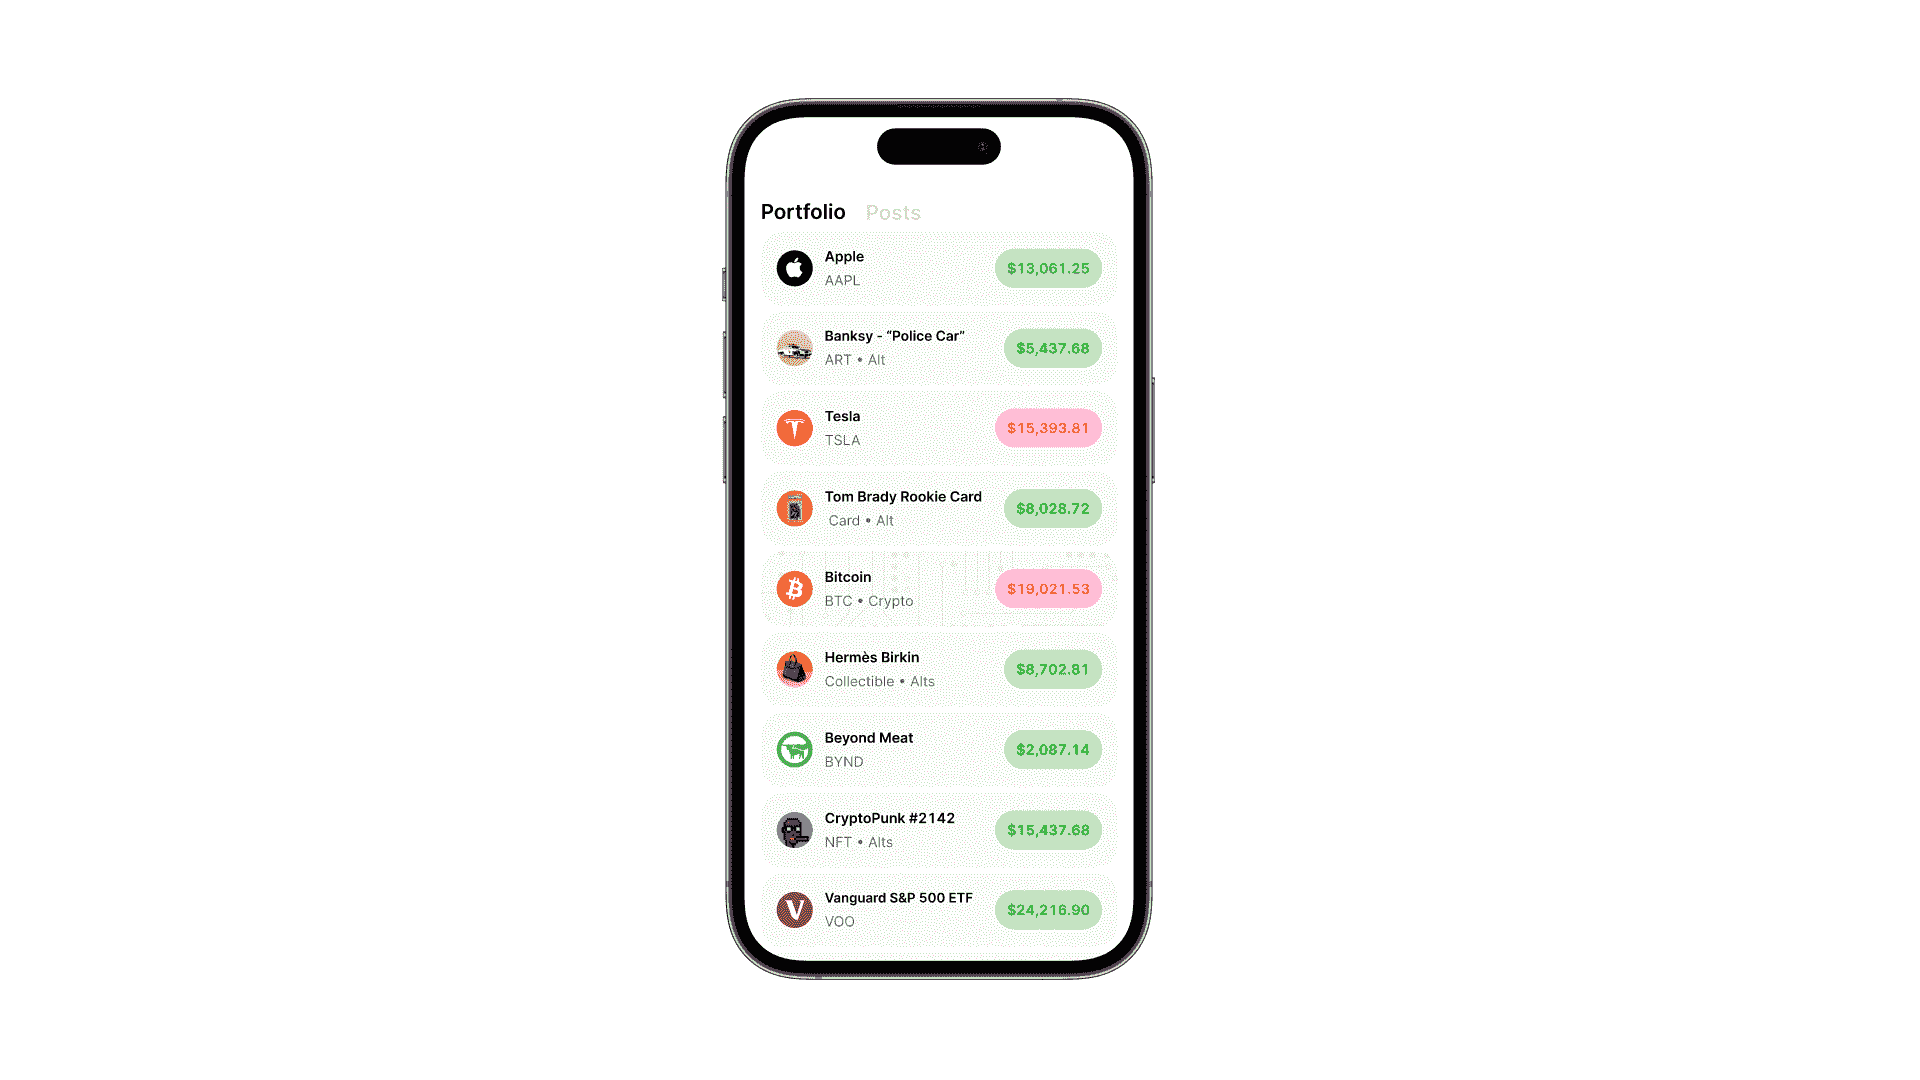 Portfolio Posts
Apple
AAPL
$13,061.25
Banksy - “Police Car”
ART • Alt
$5,437.68
Tesla
TSLA
$15,393.81
Tom Brady Rookie Card
Card • Alt
$8,028.72
Bitcoin
BTC • Crypto
$19,021.53
Hermès Birkin
Collectible • Alts
$8,702.81
Beyond Meat
BYND
$2,087.14
CryptoPunk #2142
NFT • Alts
$15,437.68
Vanguard S&P 500 ETF
VOO
$24,216.90